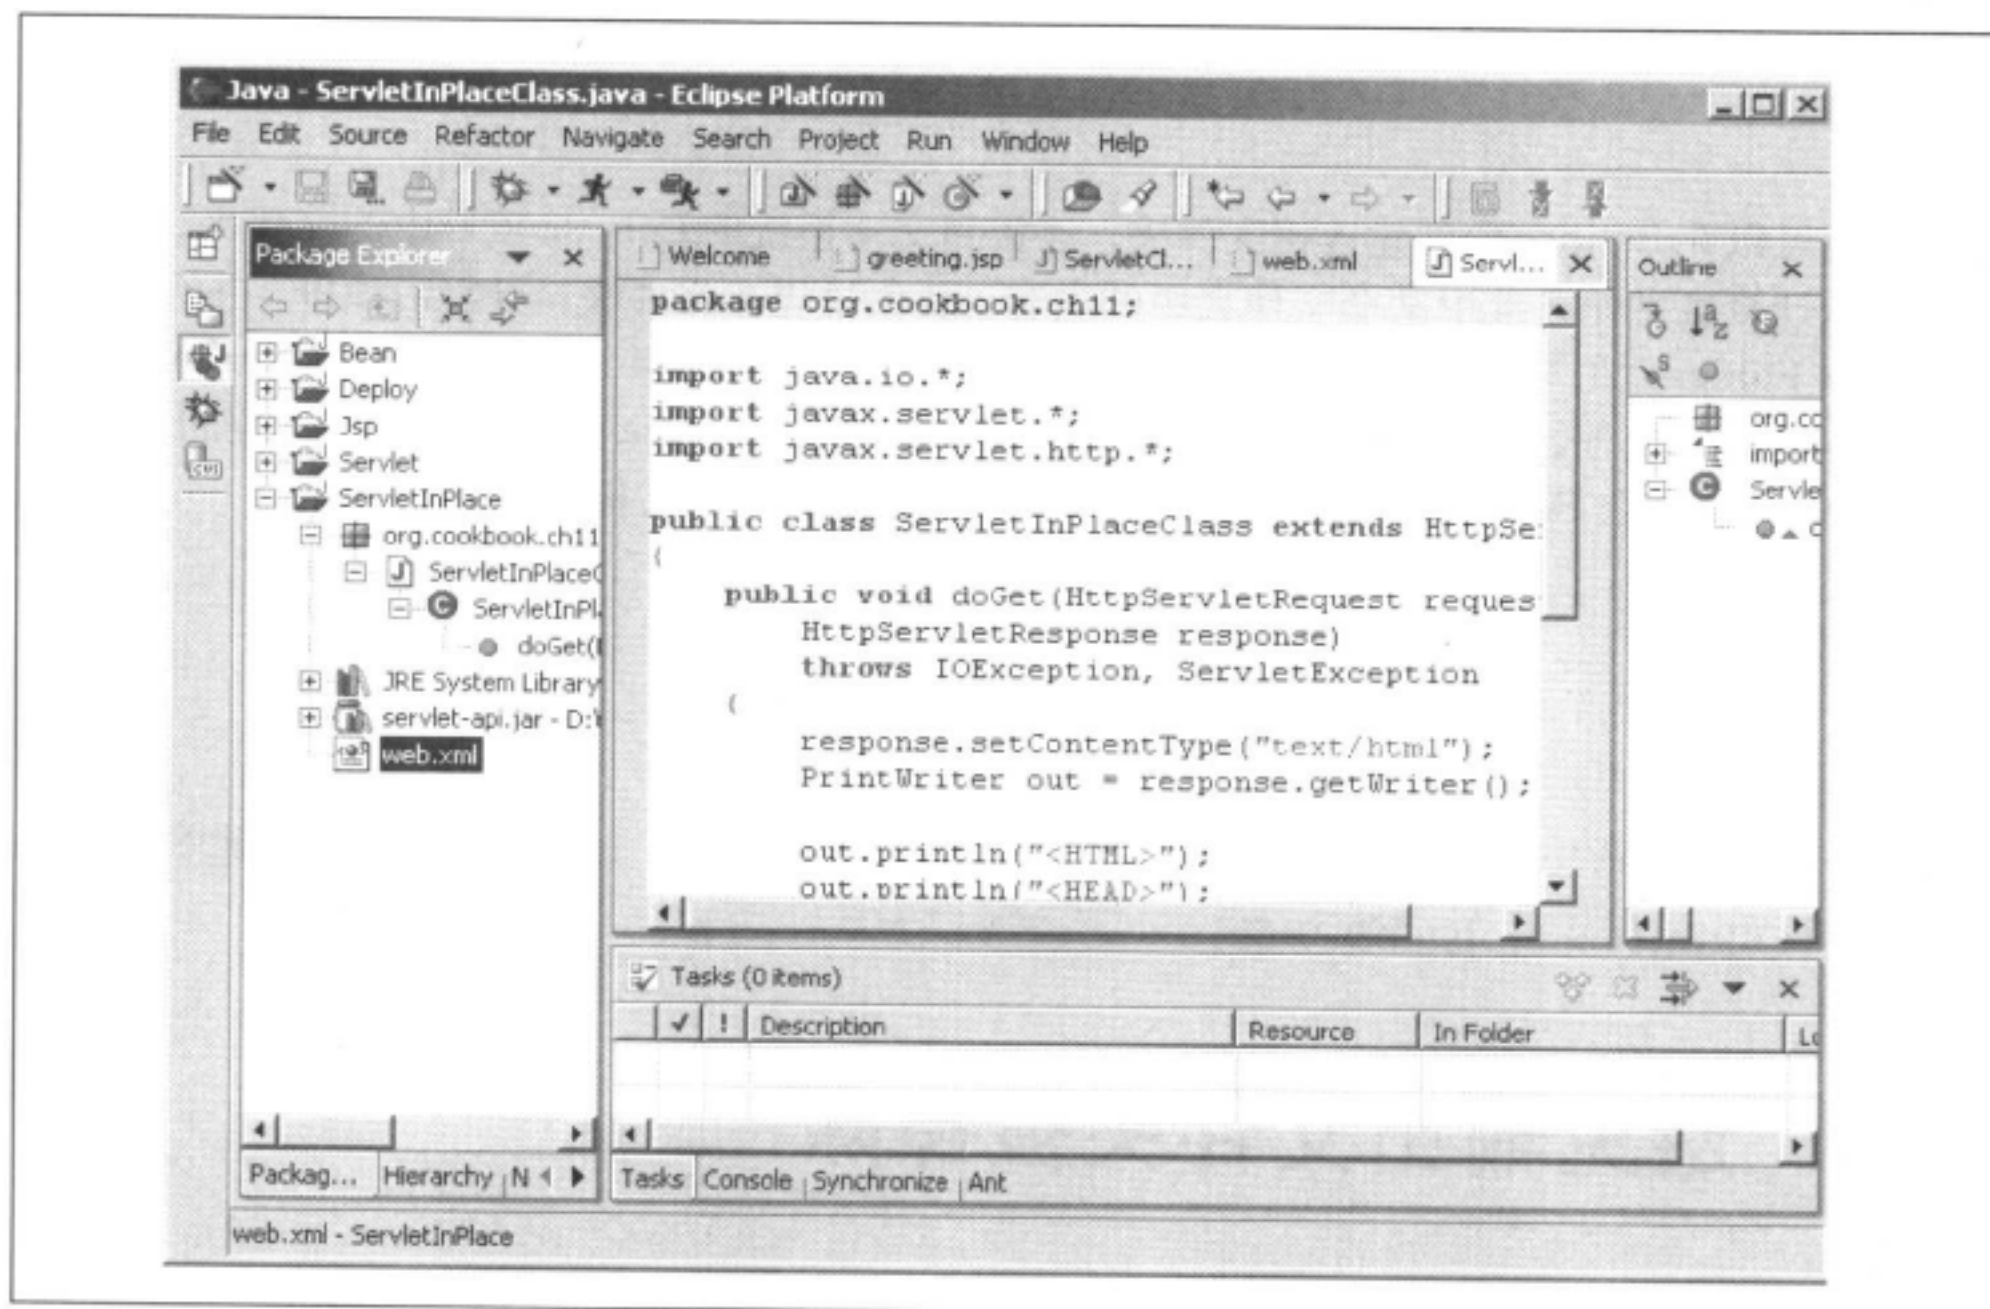 Java - ServletInPlaceClass.java - Eclipse Platform
File Edit Source Refactor Navigate Search Project Run Window Help
Package Explorer
Bean
Deploy
Jsp
Servlet
ServletInPlace
org.cookbook.ch11
ServletInPlaceC
ServletInPl
doGet(
JRE System Library
servlet-api.jar - D:\
web.xml
Packag... Hierarchy N
Welcome greeting.jsp ServletCl... web.xml Servl...
package org.cookbook.ch11;
import java.io.*;
import javax.servlet.*;
import javax.servlet.http.*;
public class ServletInPlaceClass extends HttpSe
{
public void doGet(HttpServletRequest reques
HttpServletResponse response)
throws IOException, ServletException
{
response.setContentType("text/html");
PrintWriter out = response.getWriter();
out.println("<HTML>");
out.println("<HEAD>");
Outline
org.co
import
Servle
Tasks (0 items)
! Description Resource In Folder Lo
Tasks Console Synchronize Ant
web.xml - ServletInPlace